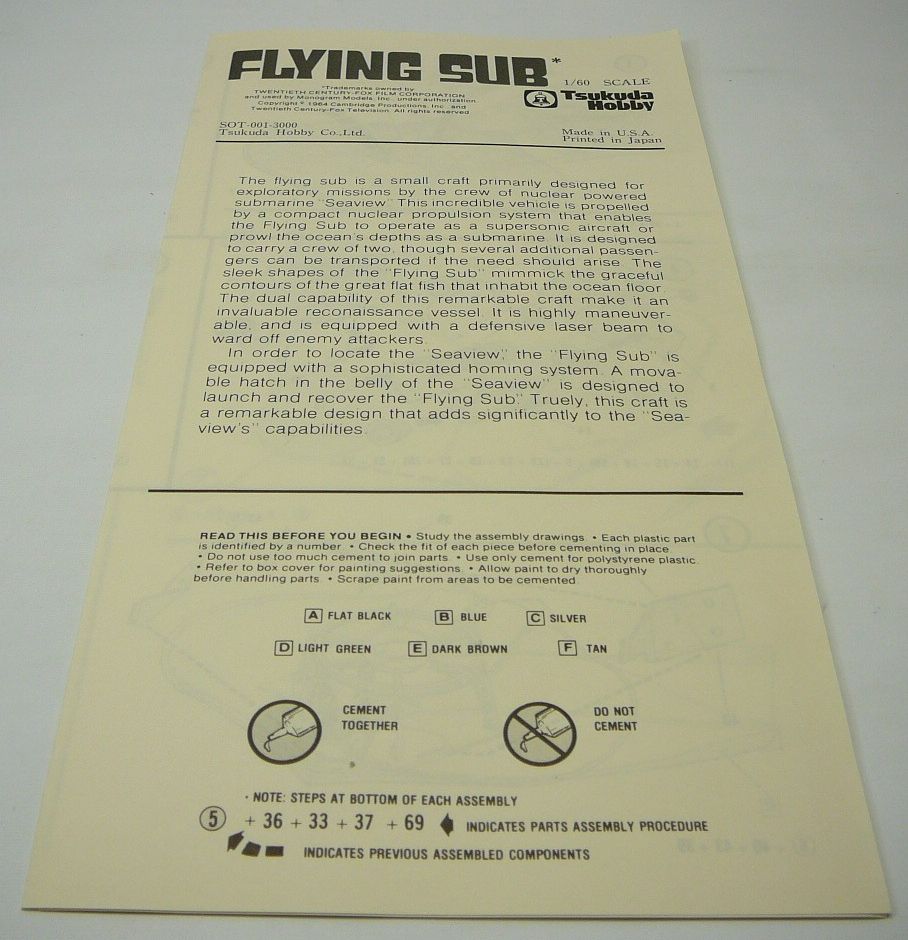 FLYING SUB*
1/60 SCALE
*Trademarks owned by
TWENTIETH CENTURY-FOX FILM CORPORATION
and used by Monogram Models, Inc., under authorization.
Copyright © 1964 Cambridge Productions, Inc. and
Twentieth Century-Fox Television. All rights reserved
Tsukuda
Hobby
SOT-001-3000
Tsukuda Hobby Co.,Ltd.
Made in U.S.A.
Printed in Japan
The flying sub is a small craft primarily designed for
exploratory missions by the crew of nuclear powered
submarine "Seaview." This incredible vehicle is propelled
by a compact nuclear propulsion system that enables
the Flying Sub to operate as a supersonic aircraft or
prowl the ocean's depths as a submarine. It is designed
to carry a crew of two, though several additional passen-
gers can be transported if the need should arise. The
sleek shapes of the "Flying Sub" mimmick the graceful
contours of the great flat fish that inhabit the ocean floor.
The dual capability of this remarkable craft make it an
invaluable reconaissance vessel. It is highly maneuver-
able, and is equipped with a defensive laser beam to
ward off enemy attackers.
In order to locate the "Seaview," the "Flying Sub" is
equipped with a sophisticated homing system. A mova-
ble hatch in the belly of the "Seaview" is designed to
launch and recover the "Flying Sub." Truely, this craft is
a remarkable design that adds significantly to the "Sea-
view's" capabilities.
READ THIS BEFORE YOU BEGIN • Study the assembly drawings. • Each plastic part
is identified by a number. • Check the fit of each piece before cementing in place.
• Do not use too much cement to join parts. • Use only cement for polystyrene plastic.
• Refer to box cover for painting suggestions. • Allow paint to dry thoroughly
before handling parts. • Scrape paint from areas to be cemented.
A FLAT BLACK B BLUE C SILVER
D LIGHT GREEN E DARK BROWN F TAN
CEMENT
TOGETHER
DO NOT
CEMENT
• NOTE: STEPS AT BOTTOM OF EACH ASSEMBLY
5 + 36 + 33 + 37 + 69 INDICATES PARTS ASSEMBLY PROCEDURE
INDICATES PREVIOUS ASSEMBLED COMPONENTS